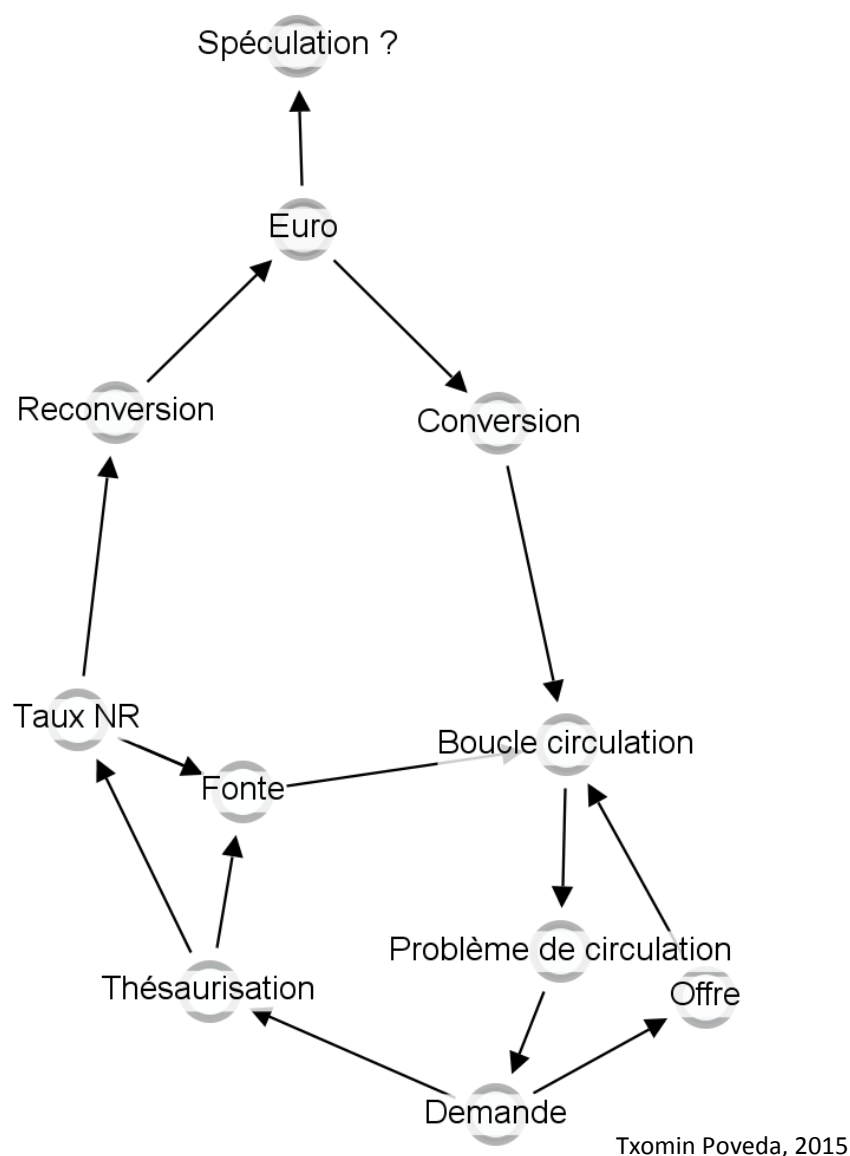 Spéculation ?
Euro
Reconversion
Conversion
Taux NR
Boucle circulation
Fonte
Problème de circulation
Thésaurisation
Offre
Demande
Txomin Poveda, 2015